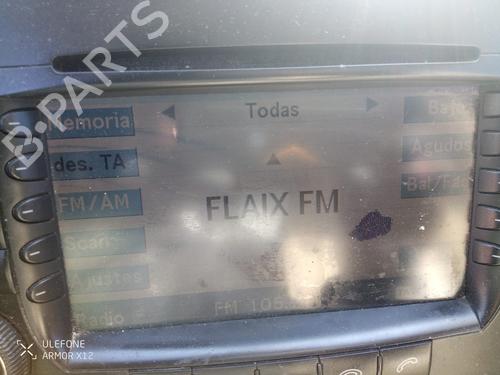 B-PARTS
Todas
Memoria
Bajo
des. TA
Agudos
FM/AM
Bal./Fad.
FLAIX FM
Scan
Ajustes
Radio
FM 105.
ULEFONE
ARMOR X12